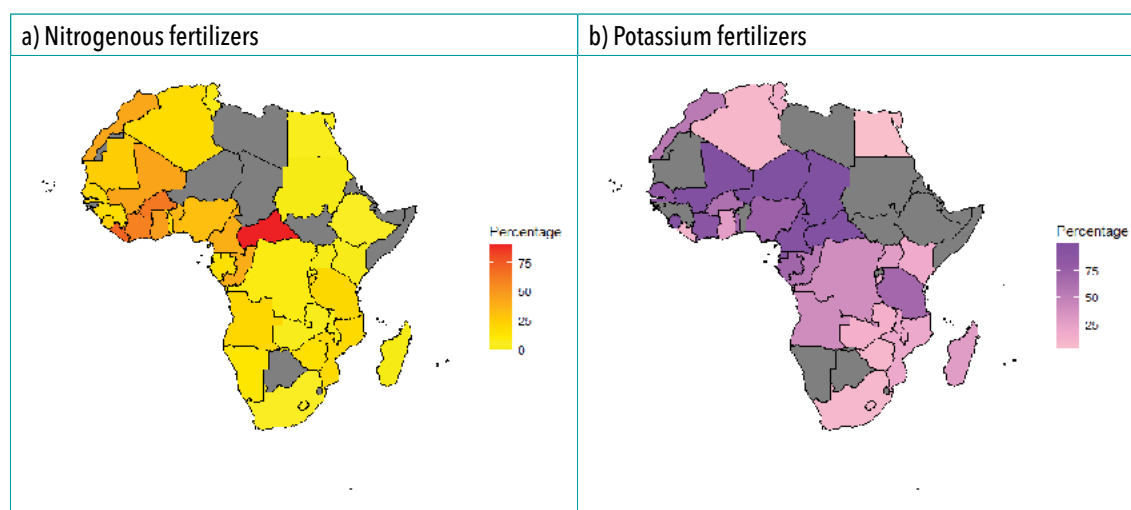 a) Nitrogenous fertilizers
b) Potassium fertilizers
Percentage
75
50
25
0
Percentage
75
50
25